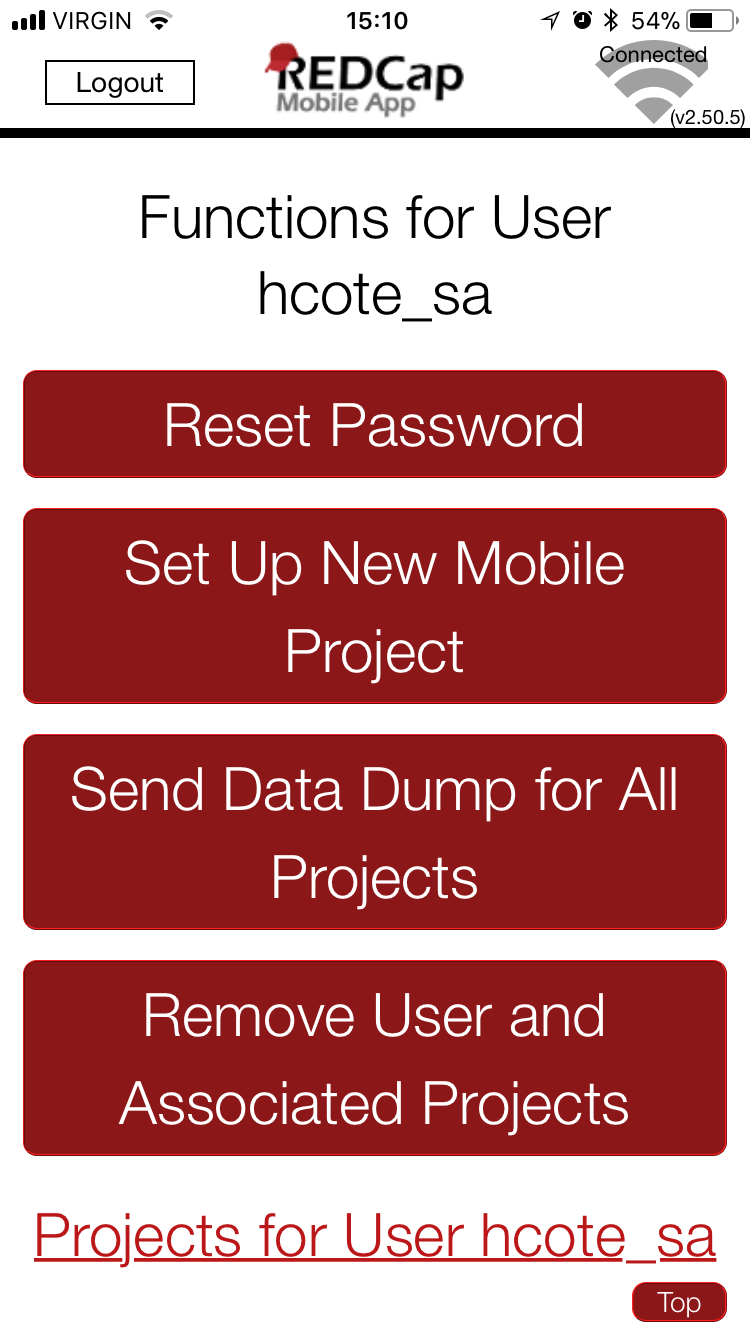 VIRGIN 15:10 54%
Logout
REDCap
Mobile App
Connected
(v2.50.5)
Functions for User
hcote_sa
Reset Password
Set Up New Mobile
Project
Send Data Dump for All
Projects
Remove User and
Associated Projects
Projects for User hcote_sa
Top